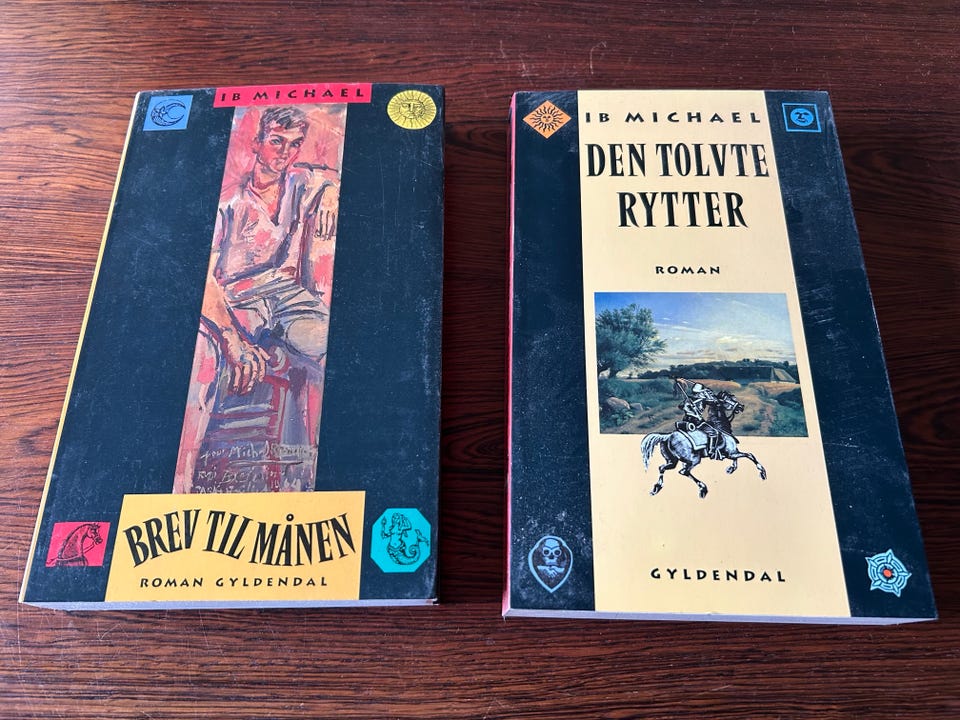 IB MICHAEL
BREV TIL MÅNEN
ROMAN GYLDENDAL
IB MICHAEL
DEN TOLVTE
RYTTER
ROMAN
GYLDENDAL